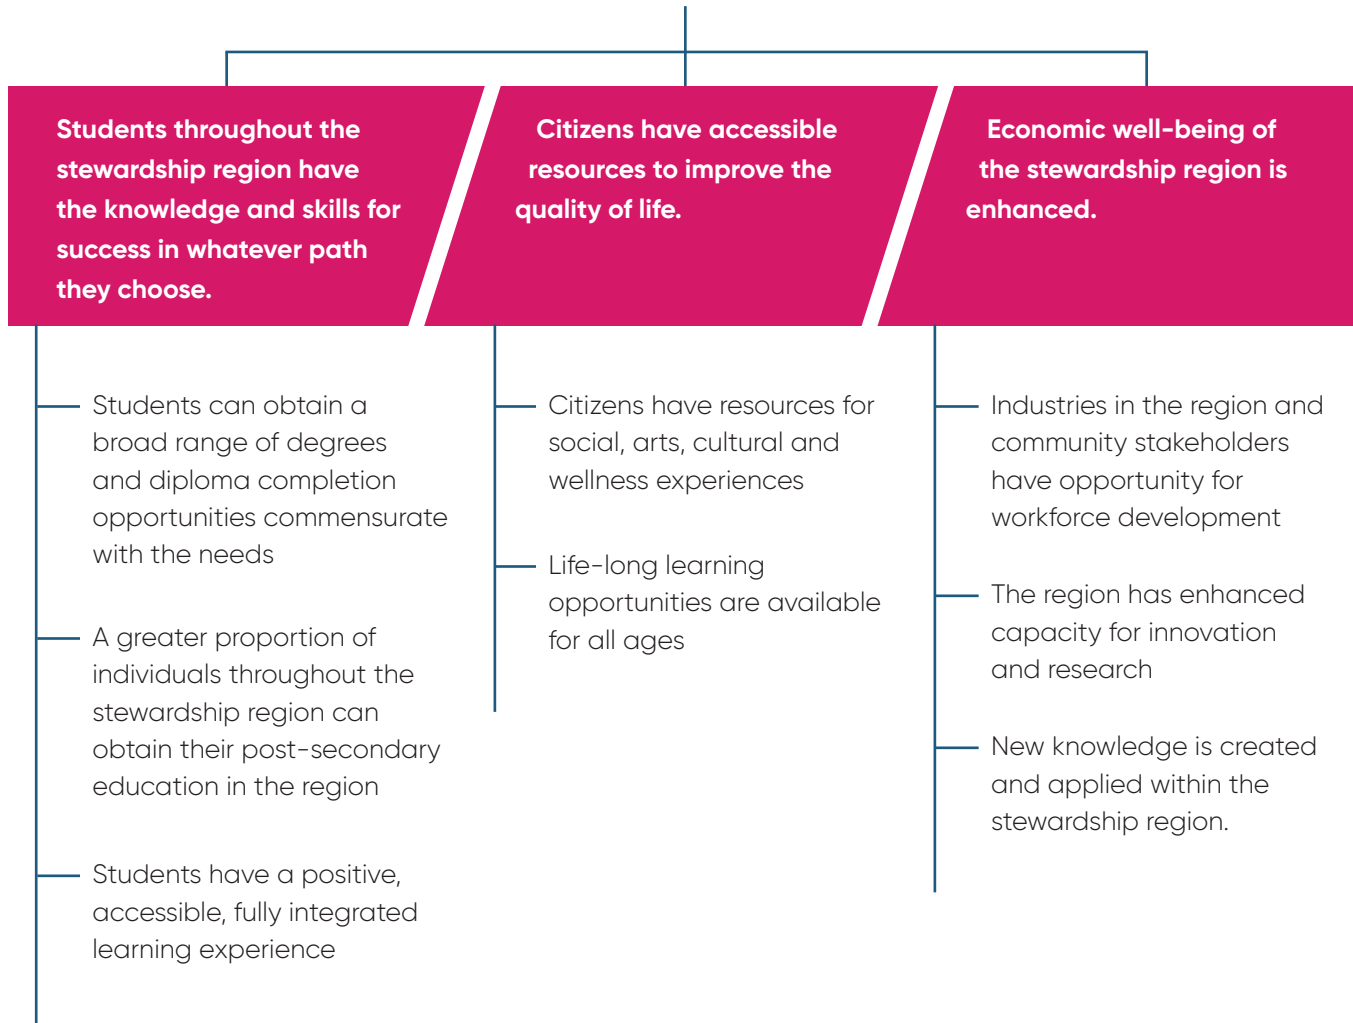 Students throughout the
stewardship region have
the knowledge and skills for
success in whatever path
they choose.
Citizens have accessible
resources to improve the
quality of life.
Economic well-being of
the stewardship region is
enhanced.
Students can obtain a
broad range of degrees
and diploma completion
opportunities commensurate
with the needs
A greater proportion of
individuals throughout the
stewardship region can
obtain their post-secondary
education in the region
Students have a positive,
accessible, fully integrated
learning experience
Citizens have resources for
social, arts, cultural and
wellness experiences
Life-long learning
opportunities are available
for all ages
Industries in the region and
community stakeholders
have opportunity for
workforce development
The region has enhanced
capacity for innovation
and research
New knowledge is created
and applied within the
stewardship region.